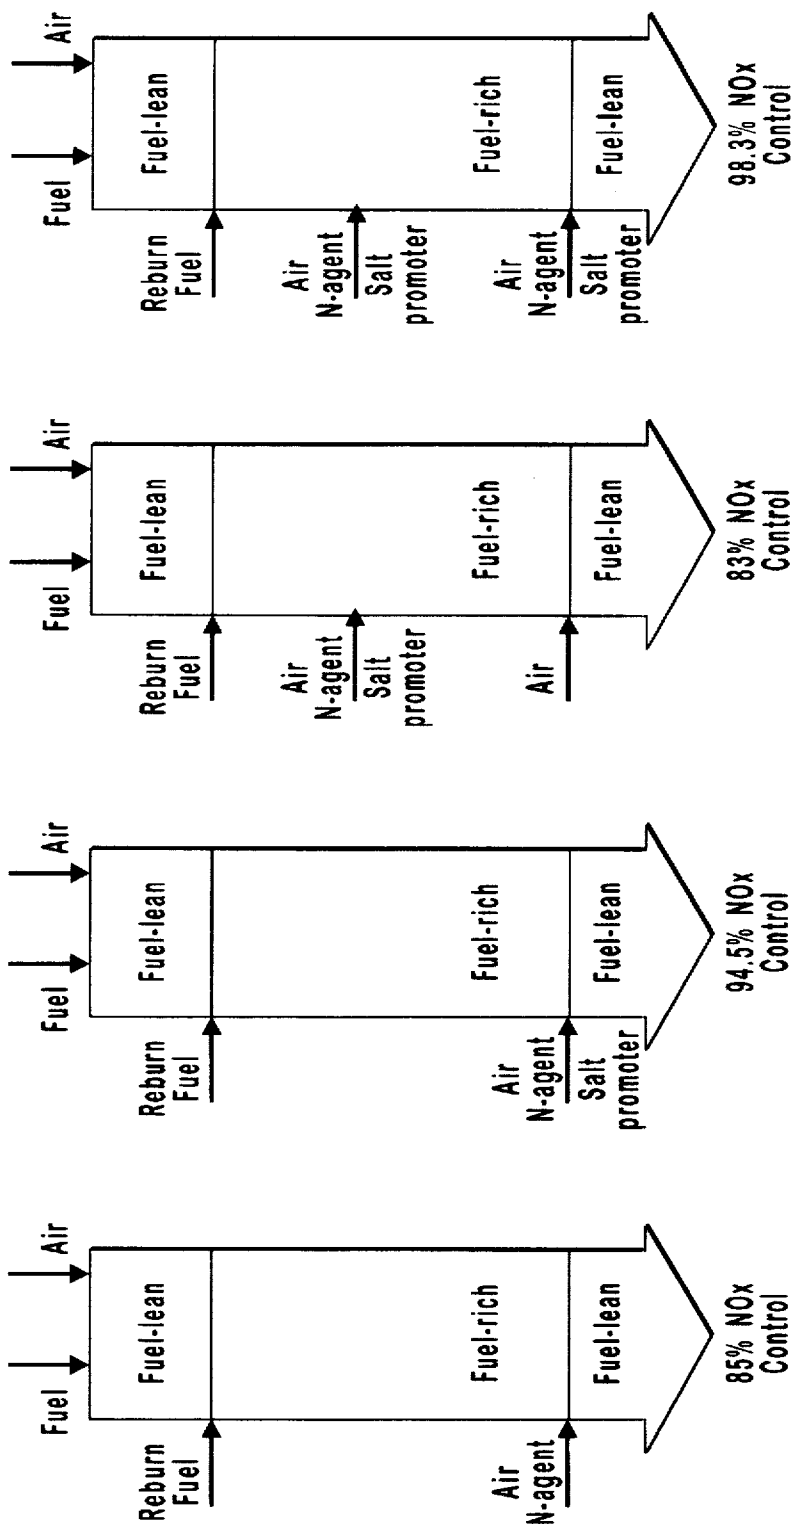 Fuel
Air
Fuel-lean
Reburn
Fuel
Fuel-rich
Air
N-agent
Fuel-lean
85% NOx
Control
Fuel
Air
Fuel-lean
Reburn
Fuel
Fuel-rich
Air
N-agent
Salt
promoter
Fuel-lean
94.5% NOx
Control
Fuel
Air
Fuel-lean
Reburn
Fuel
Air
N-agent
Salt
promoter
Fuel-rich
Air
Fuel-lean
83% NOx
Control
Fuel
Air
Fuel-lean
Reburn
Fuel
Air
N-agent
Salt
promoter
Fuel-rich
Air
N-agent
Salt
promoter
Fuel-lean
98.3% NOx
Control